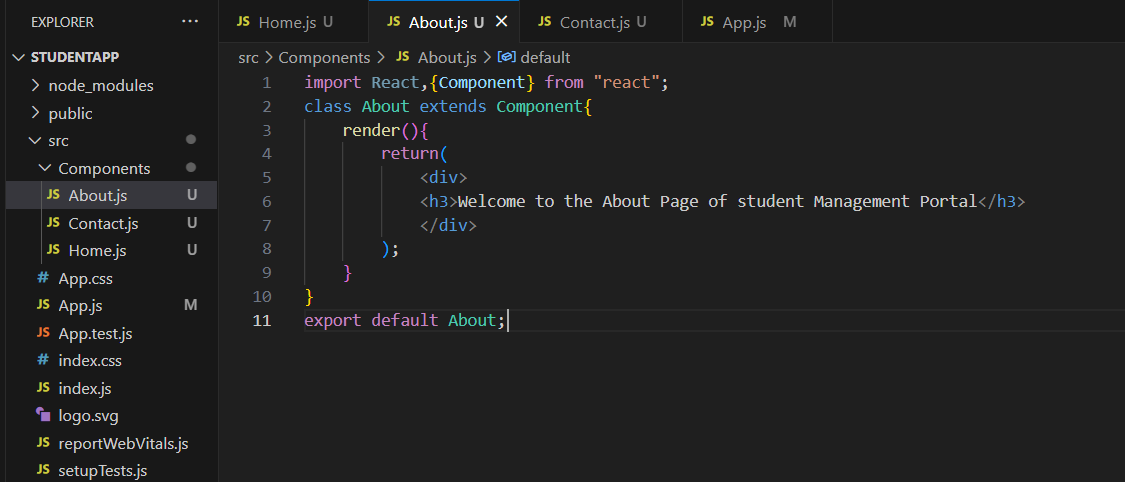 EXPLORER ...
STUDENTAPP
node_modules
public
src
Components
JS About.js U
JS Contact.js U
JS Home.js U
# App.css
JS App.js M
JS App.test.js
# index.css
JS index.js
logo.svg
JS reportWebVitals.js
JS setupTests.js
JS Home.js U
JS About.js U
JS Contact.js U
JS App.js M
src > Components > JS About.js > default
1 import React,{Component} from "react";
2 class About extends Component{
3 render(){
4 return(
5 <div>
6 <h3>Welcome to the About Page of student Management Portal</h3>
7 </div>
8 );
9 }
10 }
11 export default About;